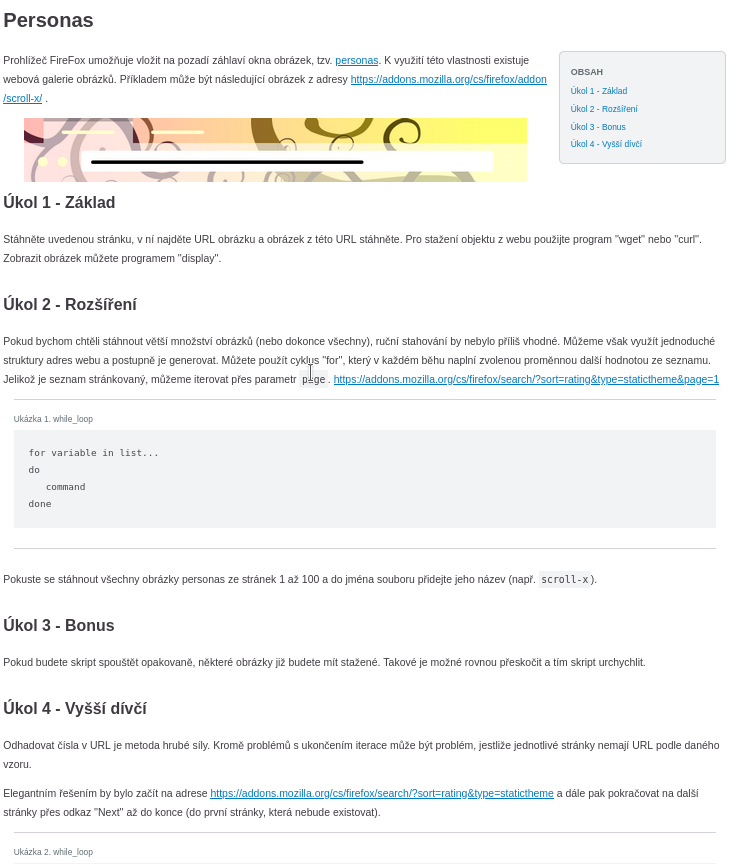 Personas
Prohlížeč FireFox umožňuje vložit na pozadí záhlaví okna obrázek, tzv. personas. K využití této vlastnosti existuje
webová galerie obrázků. Příkladem může být následující obrázek z adresy https://addons.mozilla.org/cs/firefox/addon
/scroll-x/ .
OBSAH
Úkol 1 - Základ
Úkol 2 - Rozšíření
Úkol 3 - Bonus
Úkol 4 - Vyšší dívčí
Úkol 1 - Základ
Stáhněte uvedenou stránku, v ní najděte URL obrázku a obrázek z této URL stáhněte. Pro stažení objektu z webu použijte program "wget" nebo "curl".
Zobrazit obrázek můžete programem "display".
Úkol 2 - Rozšíření
Pokud bychom chtěli stáhnout větší množství obrázků (nebo dokonce všechny), ruční stahování by nebylo příliš vhodné. Můžeme však využít jednoduché
struktury adres webu a postupně je generovat. Můžete použít cyklus "for", který v každém běhu naplní zvolenou proměnnou další hodnotou ze seznamu.
Jelikož je seznam stránkovaný, můžeme iterovat přes parametr page . https://addons.mozilla.org/cs/firefox/search/?sort=rating&type=statictheme&page=1
Ukázka 1. while_loop
for variable in list...
do
   command
done
Pokuste se stáhnout všechny obrázky personas ze stránek 1 až 100 a do jména souboru přidejte jeho název (např. scroll-x).
Úkol 3 - Bonus
Pokud budete skript spouštět opakovaně, některé obrázky již budete mít stažené. Takové je možné rovnou přeskočit a tím skript urchychlit.
Úkol 4 - Vyšší dívčí
Odhadovat čísla v URL je metoda hrubé síly. Kromě problémů s ukončením iterace může být problém, jestliže jednotlivé stránky nemají URL podle daného
vzoru.
Elegantním řešením by bylo začít na adrese https://addons.mozilla.org/cs/firefox/search/?sort=rating&type=statictheme a dále pak pokračovat na další
stránky přes odkaz "Next" až do konce (do první stránky, která nebude existovat).
Ukázka 2. while_loop